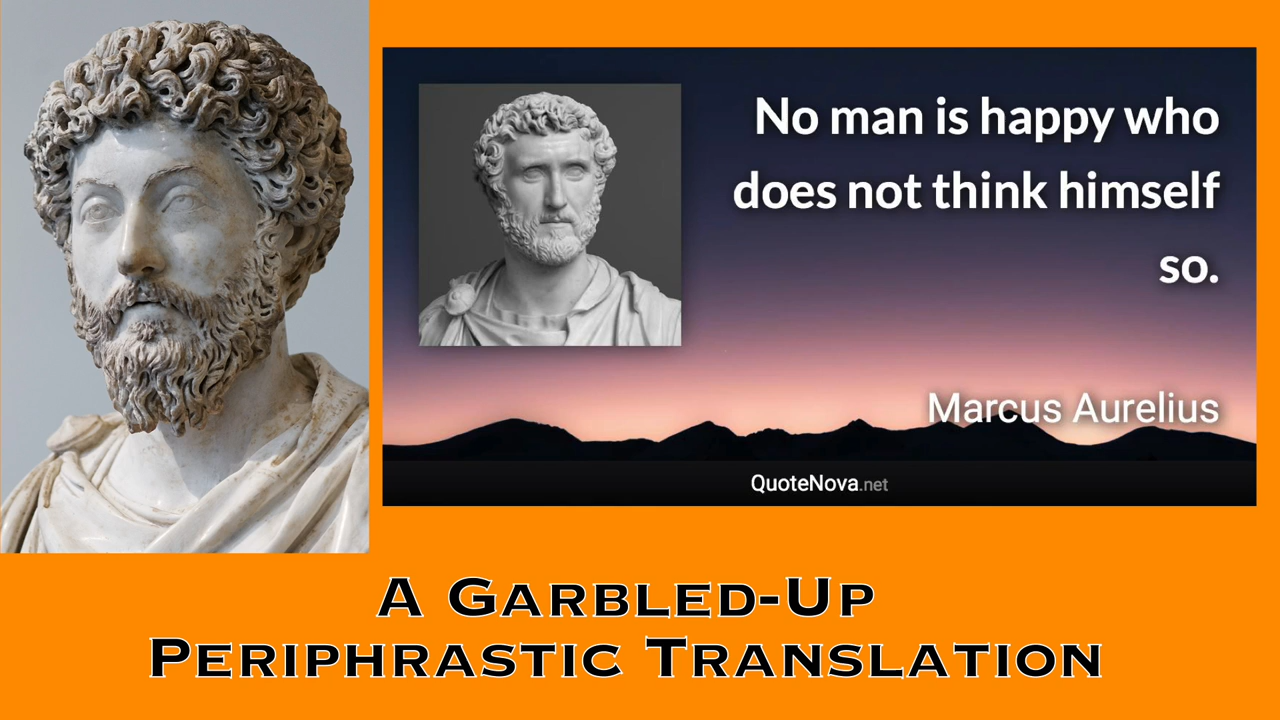 No man is happy who
does not think himself
so.
Marcus Aurelius
QuoteNova.net
A Garbled-Up
Periphrastic Translation